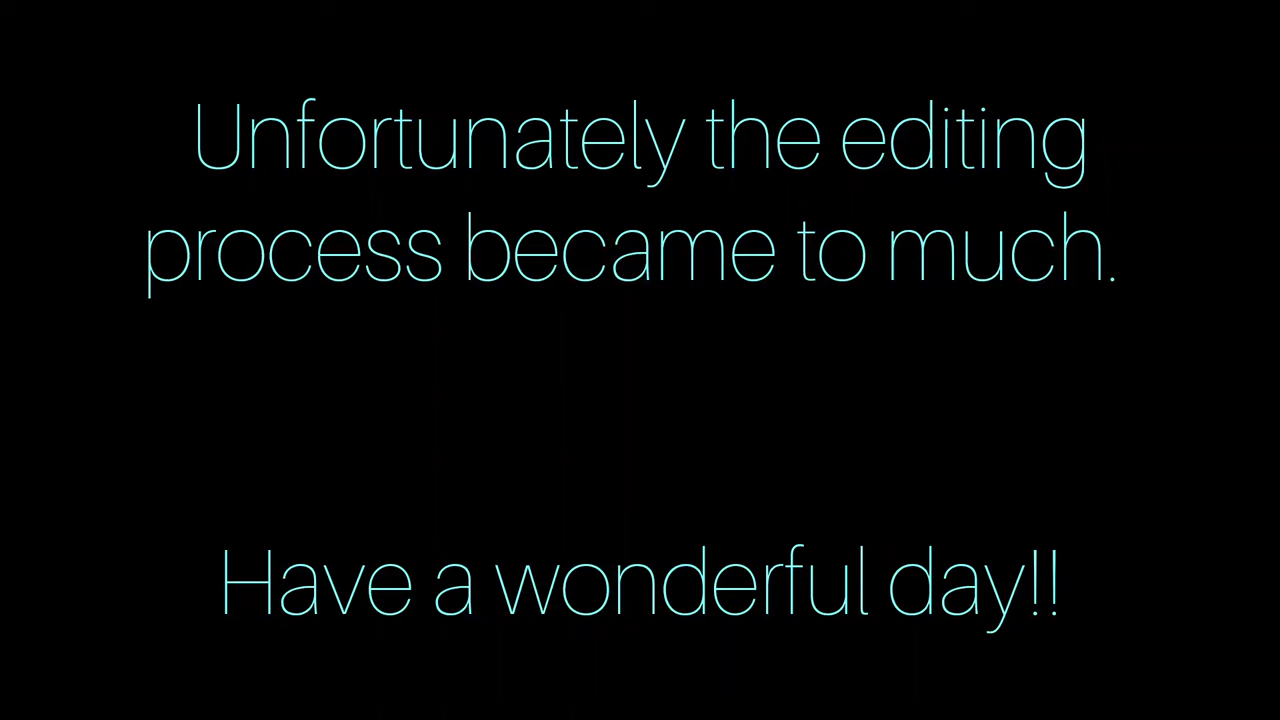 Unfortunately the editing
process became to much.
Have a wonderful day!!